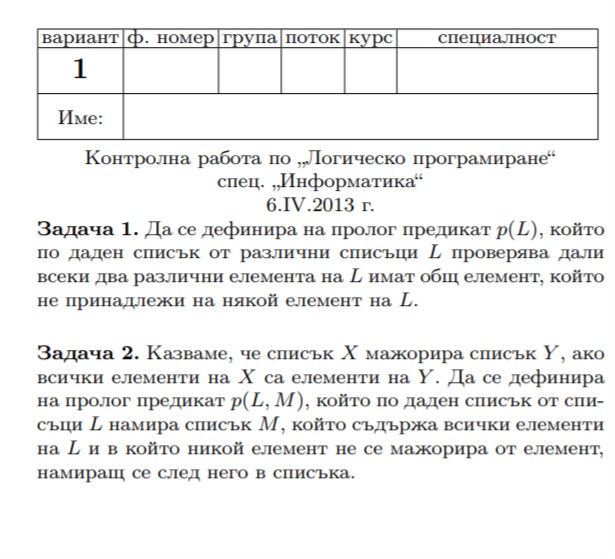 вариант ф. номер група поток курс специалност
1
Име:
Контролна работа по „Логическо програмиране“
спец. „Информатика“
6.IV.2013 г.
Задача 1. Да се дефинира на пролог предикат p(L), който
по даден списък от различни списъци L проверява дали
всеки два различни елемента на L имат общ елемент, който
не принадлежи на някой елемент на L.
Задача 2. Казваме, че списък X мажорира списък Y, ако
всички елементи на X са елементи на Y. Да се дефинира
на пролог предикат p(L, M), който по даден списък от спи-
съци L намира списък M, който съдържа всички елементи
на L и в който никой елемент не се мажорира от елемент,
намиращ се след него в списъка.